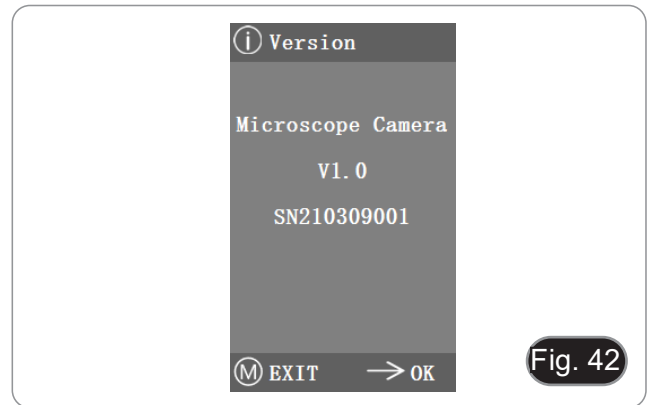 i Version
Microscope Camera
V1.0
SN210309001
M EXIT → OK
Fig. 42